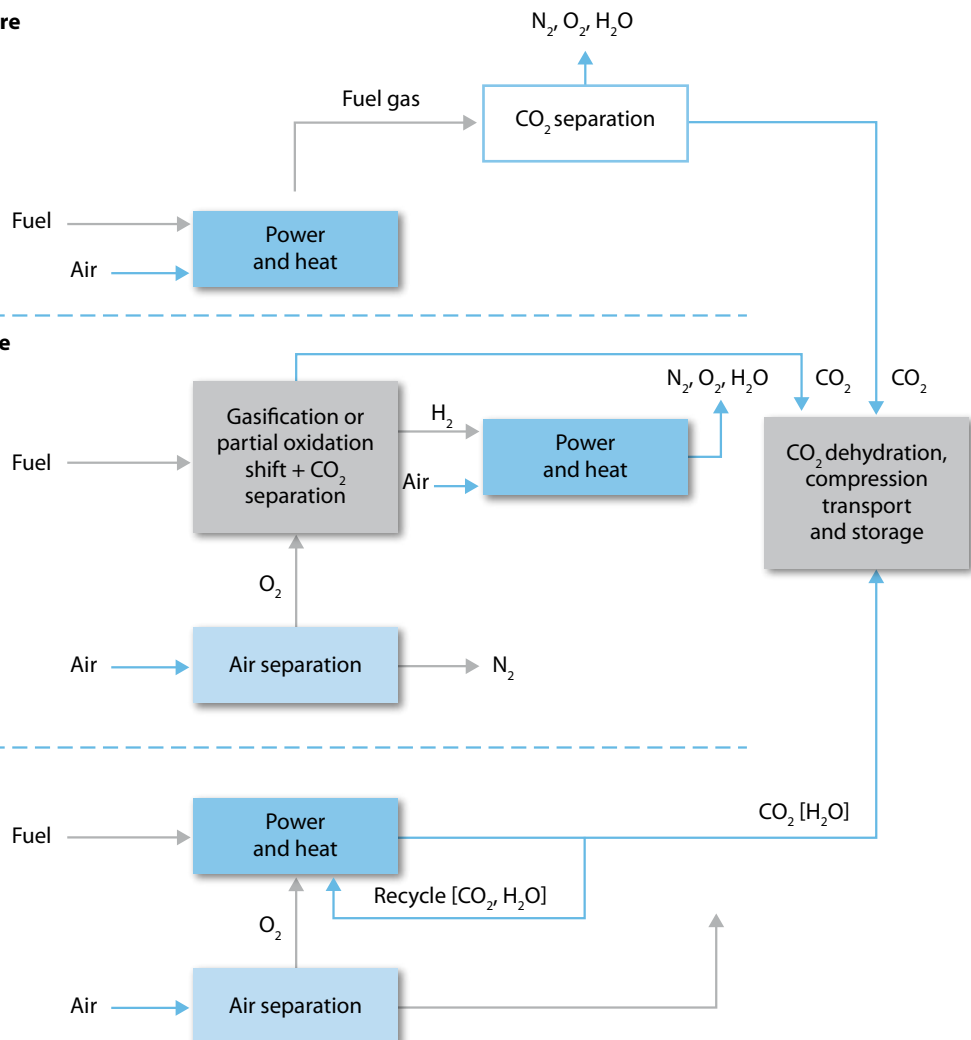 re
N₂, O₂, H₂O
Fuel gas
CO₂ separation
Fuel
Power
and heat
Air
e
N₂, O₂, H₂O
CO₂
CO₂
Gasification or
partial oxidation
shift + CO₂
separation
H₂
Power
and heat
Fuel
Air
CO₂ dehydration,
compression
transport
and storage
O₂
Air
Air separation
N₂
CO₂ [H₂O]
Fuel
Power
and heat
Recycle [CO₂, H₂O]
O₂
Air
Air separation